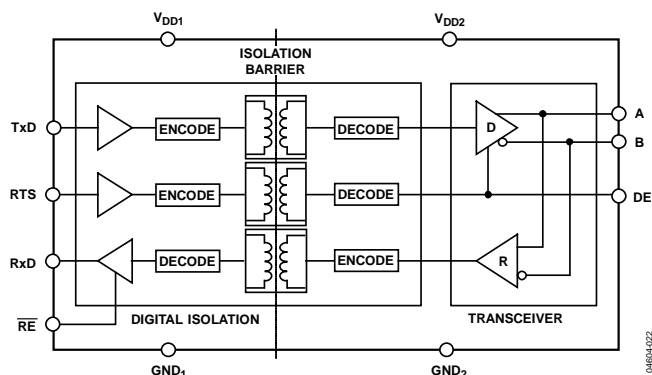 VDD1
VDD2
ISOLATION
BARRIER
TxD
ENCODE
DECODE
D
A
B
RTS
ENCODE
DECODE
DE
RxD
DECODE
ENCODE
R
RE
DIGITAL ISOLATION
TRANSCEIVER
GND1
GND2
04604-022